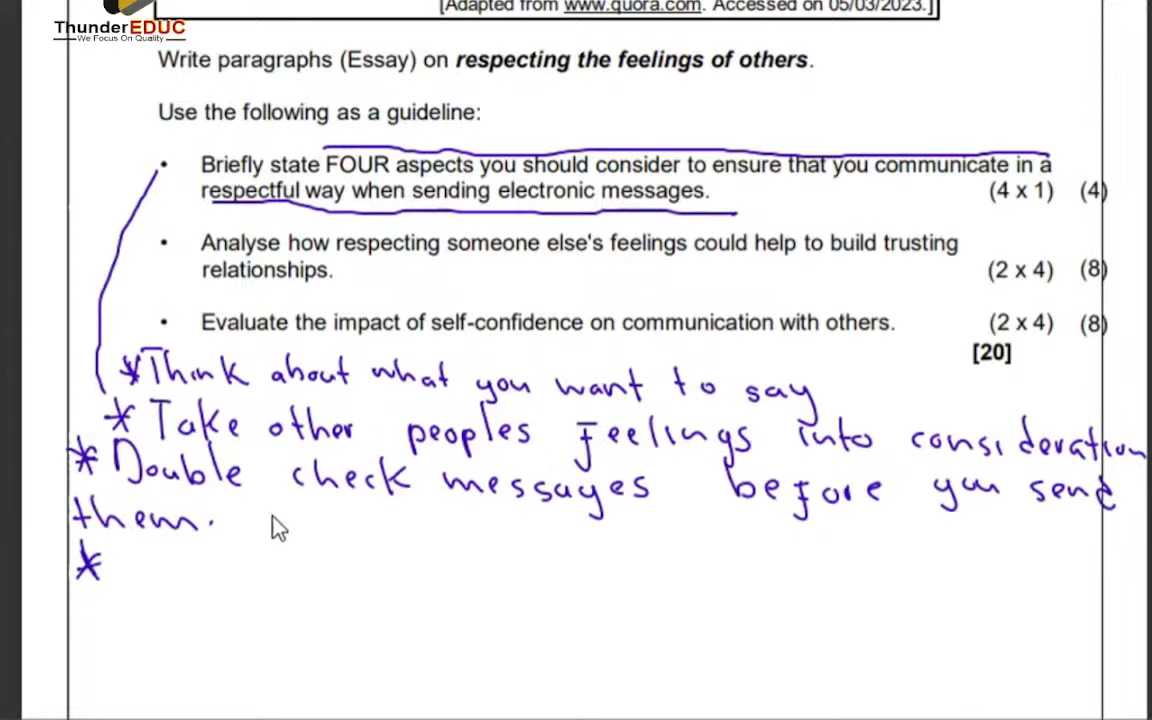 [Adapted from www.quora.com. Accessed on 05/03/2023.]
ThunderEDUC
We Focus On Quality
Write paragraphs (Essay) on respecting the feelings of others.
Use the following as a guideline:
• Briefly state FOUR aspects you should consider to ensure that you communicate in a
respectful way when sending electronic messages. (4 x 1) (4)
• Analyse how respecting someone else's feelings could help to build trusting
relationships. (2 x 4) (8)
• Evaluate the impact of self-confidence on communication with others. (2 x 4) (8)
[20]
* Think about what you want to say
* Take other peoples feelings into consideration
* Double check messages before you send
them.
*